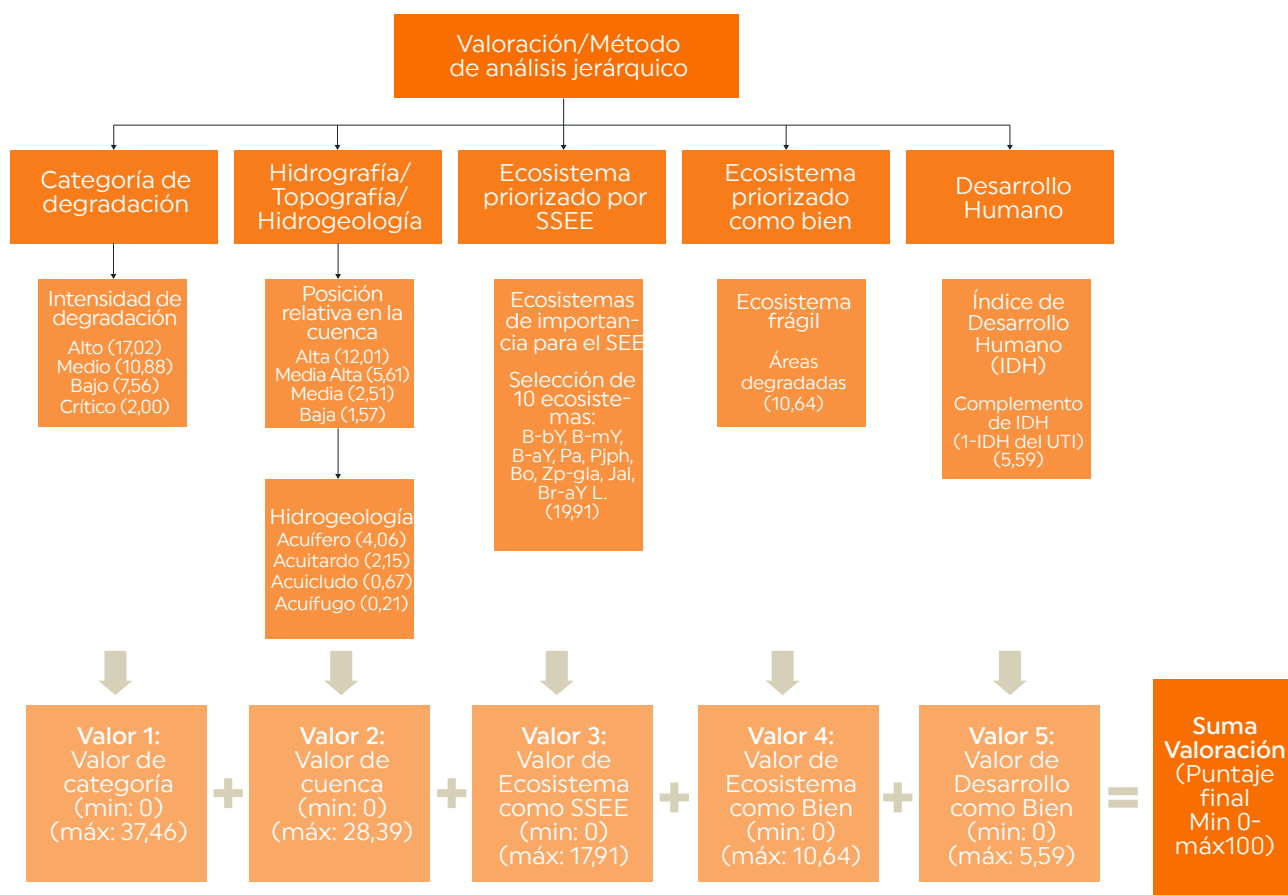 Valoración/Método
de análisis jerárquico
Categoría de
degradación
Hidrografía/
Topografía/
Hidrogeología
Ecosistema
priorizado por
SSEE
Ecosistema
priorizado
como bien
Desarrollo
Humano
Intensidad de
degradación
Alto (17,02)
Medio (10,88)
Bajo (7,56)
Crítico (2,00)
Posición
relativa en la
cuenca
Alta (12,01)
Media Alta (5,61)
Media (2,51)
Baja (1,57)
Hidrogeología
Acuífero (4,06)
Acuitardo (2,15)
Acuicludo (0,67)
Acuífugo (0,21)
Ecosistemas
de importan-
cia para el SEE
Selección de
10 ecosiste-
mas:
B-bY, B-mY,
B-aY, Pa, Pjph,
Bo, Zp-gla, Jal,
Br-aY L.
(19,91)
Ecosistema
frágil
Áreas
degradadas
(10,64)
Índice de
Desarrollo
Humano
(IDH)
Complemento
de IDH
(1-IDH del UTI)
(5,59)
Valor 1:
Valor de
categoría
(min: 0)
(máx: 37,46)
+
Valor 2:
Valor de
cuenca
(min: 0)
(máx: 28,39)
+
Valor 3:
Valor de
Ecosistema
como SSEE
(min: 0)
(máx: 17,91)
+
Valor 4:
Valor de
Ecosistema
como Bien
(min: 0)
(máx: 10,64)
+
Valor 5:
Valor de
Desarrollo
como Bien
(min: 0)
(máx: 5,59)
=
Suma
Valoración
(Puntaje
final
Min 0-
máx100)